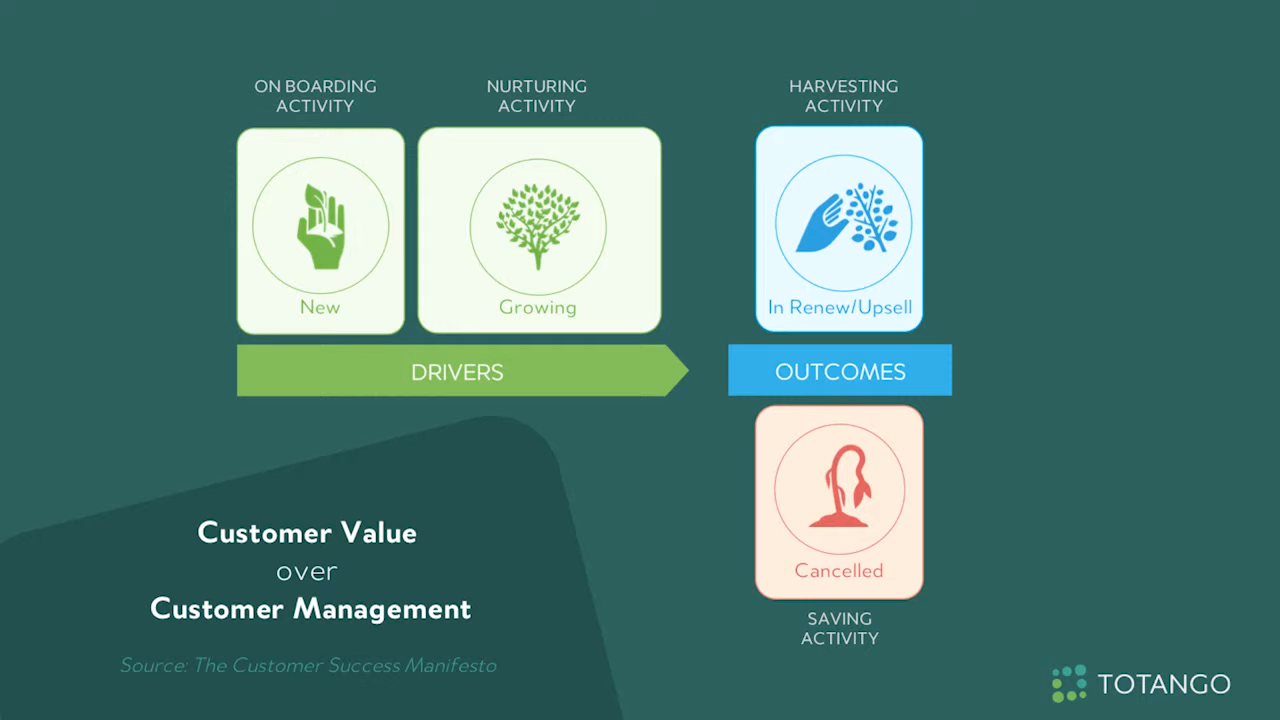 ON BOARDING
ACTIVITY
NURTURING
ACTIVITY
HARVESTING
ACTIVITY
New
Growing
In Renew/Upsell
DRIVERS
OUTCOMES
Cancelled
SAVING
ACTIVITY
Customer Value
over
Customer Management
Source: The Customer Success Manifesto
TOTANGO